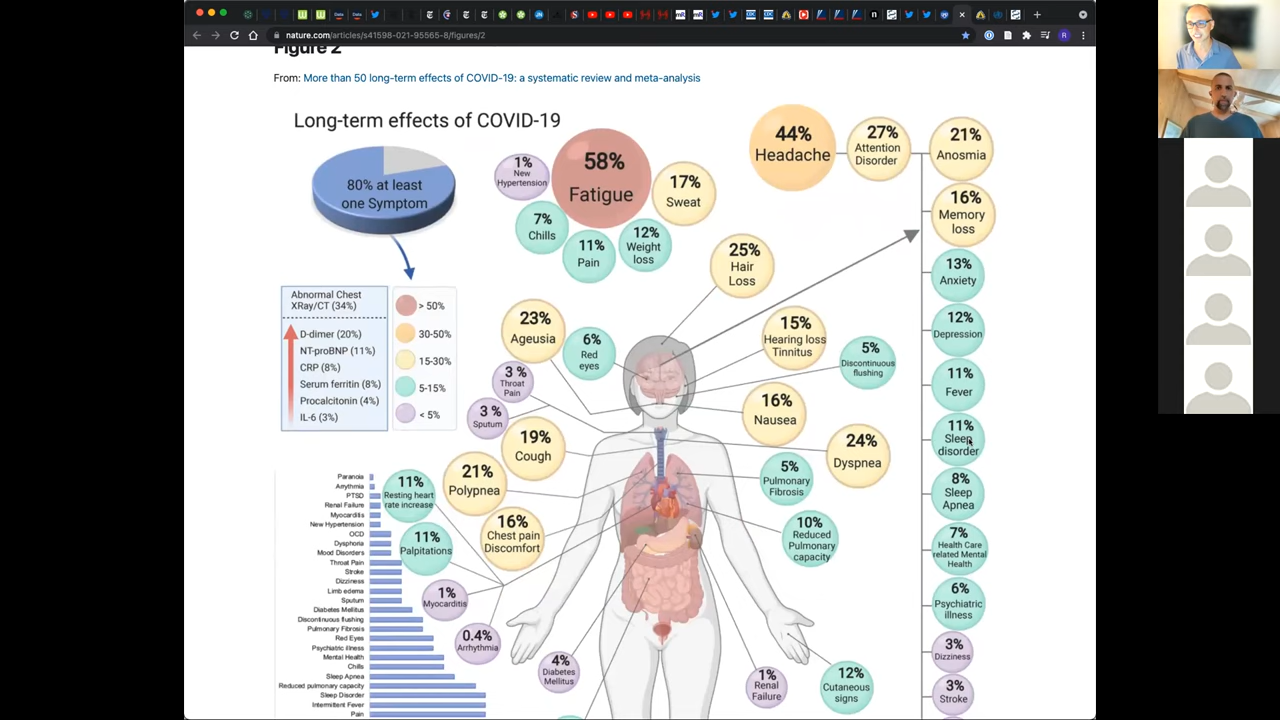 nature.com/articles/s41598-021-95565-8/figures/2
Figure 2
From: More than 50 long-term effects of COVID-19: a systematic review and meta-analysis
Long-term effects of COVID-19
80% at least
one Symptom
Abnormal Chest
XRay/CT (34%)
D-dimer (20%)
NT-proBNP (11%)
CRP (8%)
Serum ferritin (8%)
Procalcitonin (4%)
IL-6 (3%)
> 50%
30-50%
15-30%
5-15%
< 5%
1%
New
Hypertension
58%
Fatigue
17%
Sweat
7%
Chills
11%
Pain
12%
Weight
loss
44%
Headache
27%
Attention
Disorder
21%
Anosmia
16%
Memory
loss
13%
Anxiety
12%
Depression
11%
Fever
11%
Sleep
disorder
8%
Sleep
Apnea
7%
Health Care
related Mental
Health
6%
Psychiatric
illness
3%
Dizziness
3%
Stroke
25%
Hair
Loss
23%
Ageusia
6%
Red
eyes
15%
Hearing loss
Tinnitus
5%
Discontinuous
flushing
3 %
Throat
Pain
3 %
Sputum
16%
Nausea
19%
Cough
24%
Dyspnea
21%
Polypnea
5%
Pulmonary
Fibrosis
11%
Resting heart
rate increase
16%
Chest pain
Discomfort
10%
Reduced
Pulmonary
capacity
11%
Palpitations
1%
Myocarditis
0.4%
Arrhythmia
4%
Diabetes
Mellitus
1%
Renal
Failure
12%
Cutaneous
signs
Paranoia
Arrythmia
PTSD
Renal Failure
Myocarditis
New Hypertension
OCD
Dysphoria
Mood Disorders
Throat Pain
Stroke
Dizziness
Limb edema
Sputum
Diabetes Mellitus
Discontinuous flushing
Pulmonary Fibrosis
Red Eyes
Psychiatric illness
Mental Health
Chills
Sleep Apnea
Reduced pulmonary capacity
Sleep Disorder
Intermittent Fever
Pain